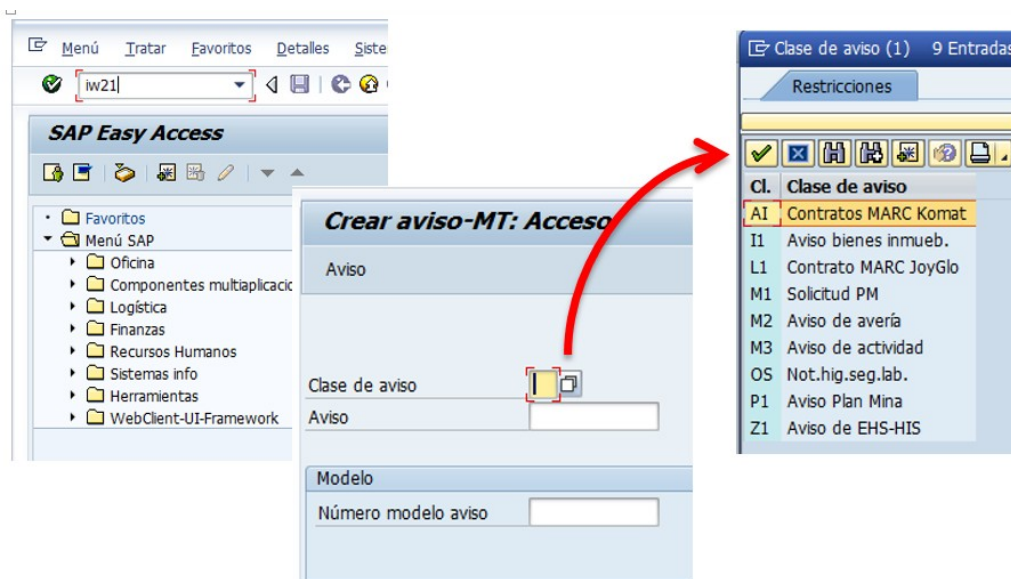 Menú Tratar Favoritos Detalles Siste
iw21
SAP Easy Access
Favoritos
Menú SAP
Oficina
Componentes multiaplicacio
Logística
Finanzas
Recursos Humanos
Sistemas info
Herramientas
WebClient-UI-Framework
Crear aviso-MT: Acceso
Aviso
Clase de aviso
Aviso
Modelo
Número modelo aviso
Clase de aviso (1) 9 Entradas
Restricciones
Cl. Clase de aviso
AI Contratos MARC Komat
I1 Aviso bienes inmueb.
L1 Contrato MARC JoyGlo
M1 Solicitud PM
M2 Aviso de avería
M3 Aviso de actividad
OS Not.hig.seg.lab.
P1 Aviso Plan Mina
Z1 Aviso de EHS-HIS